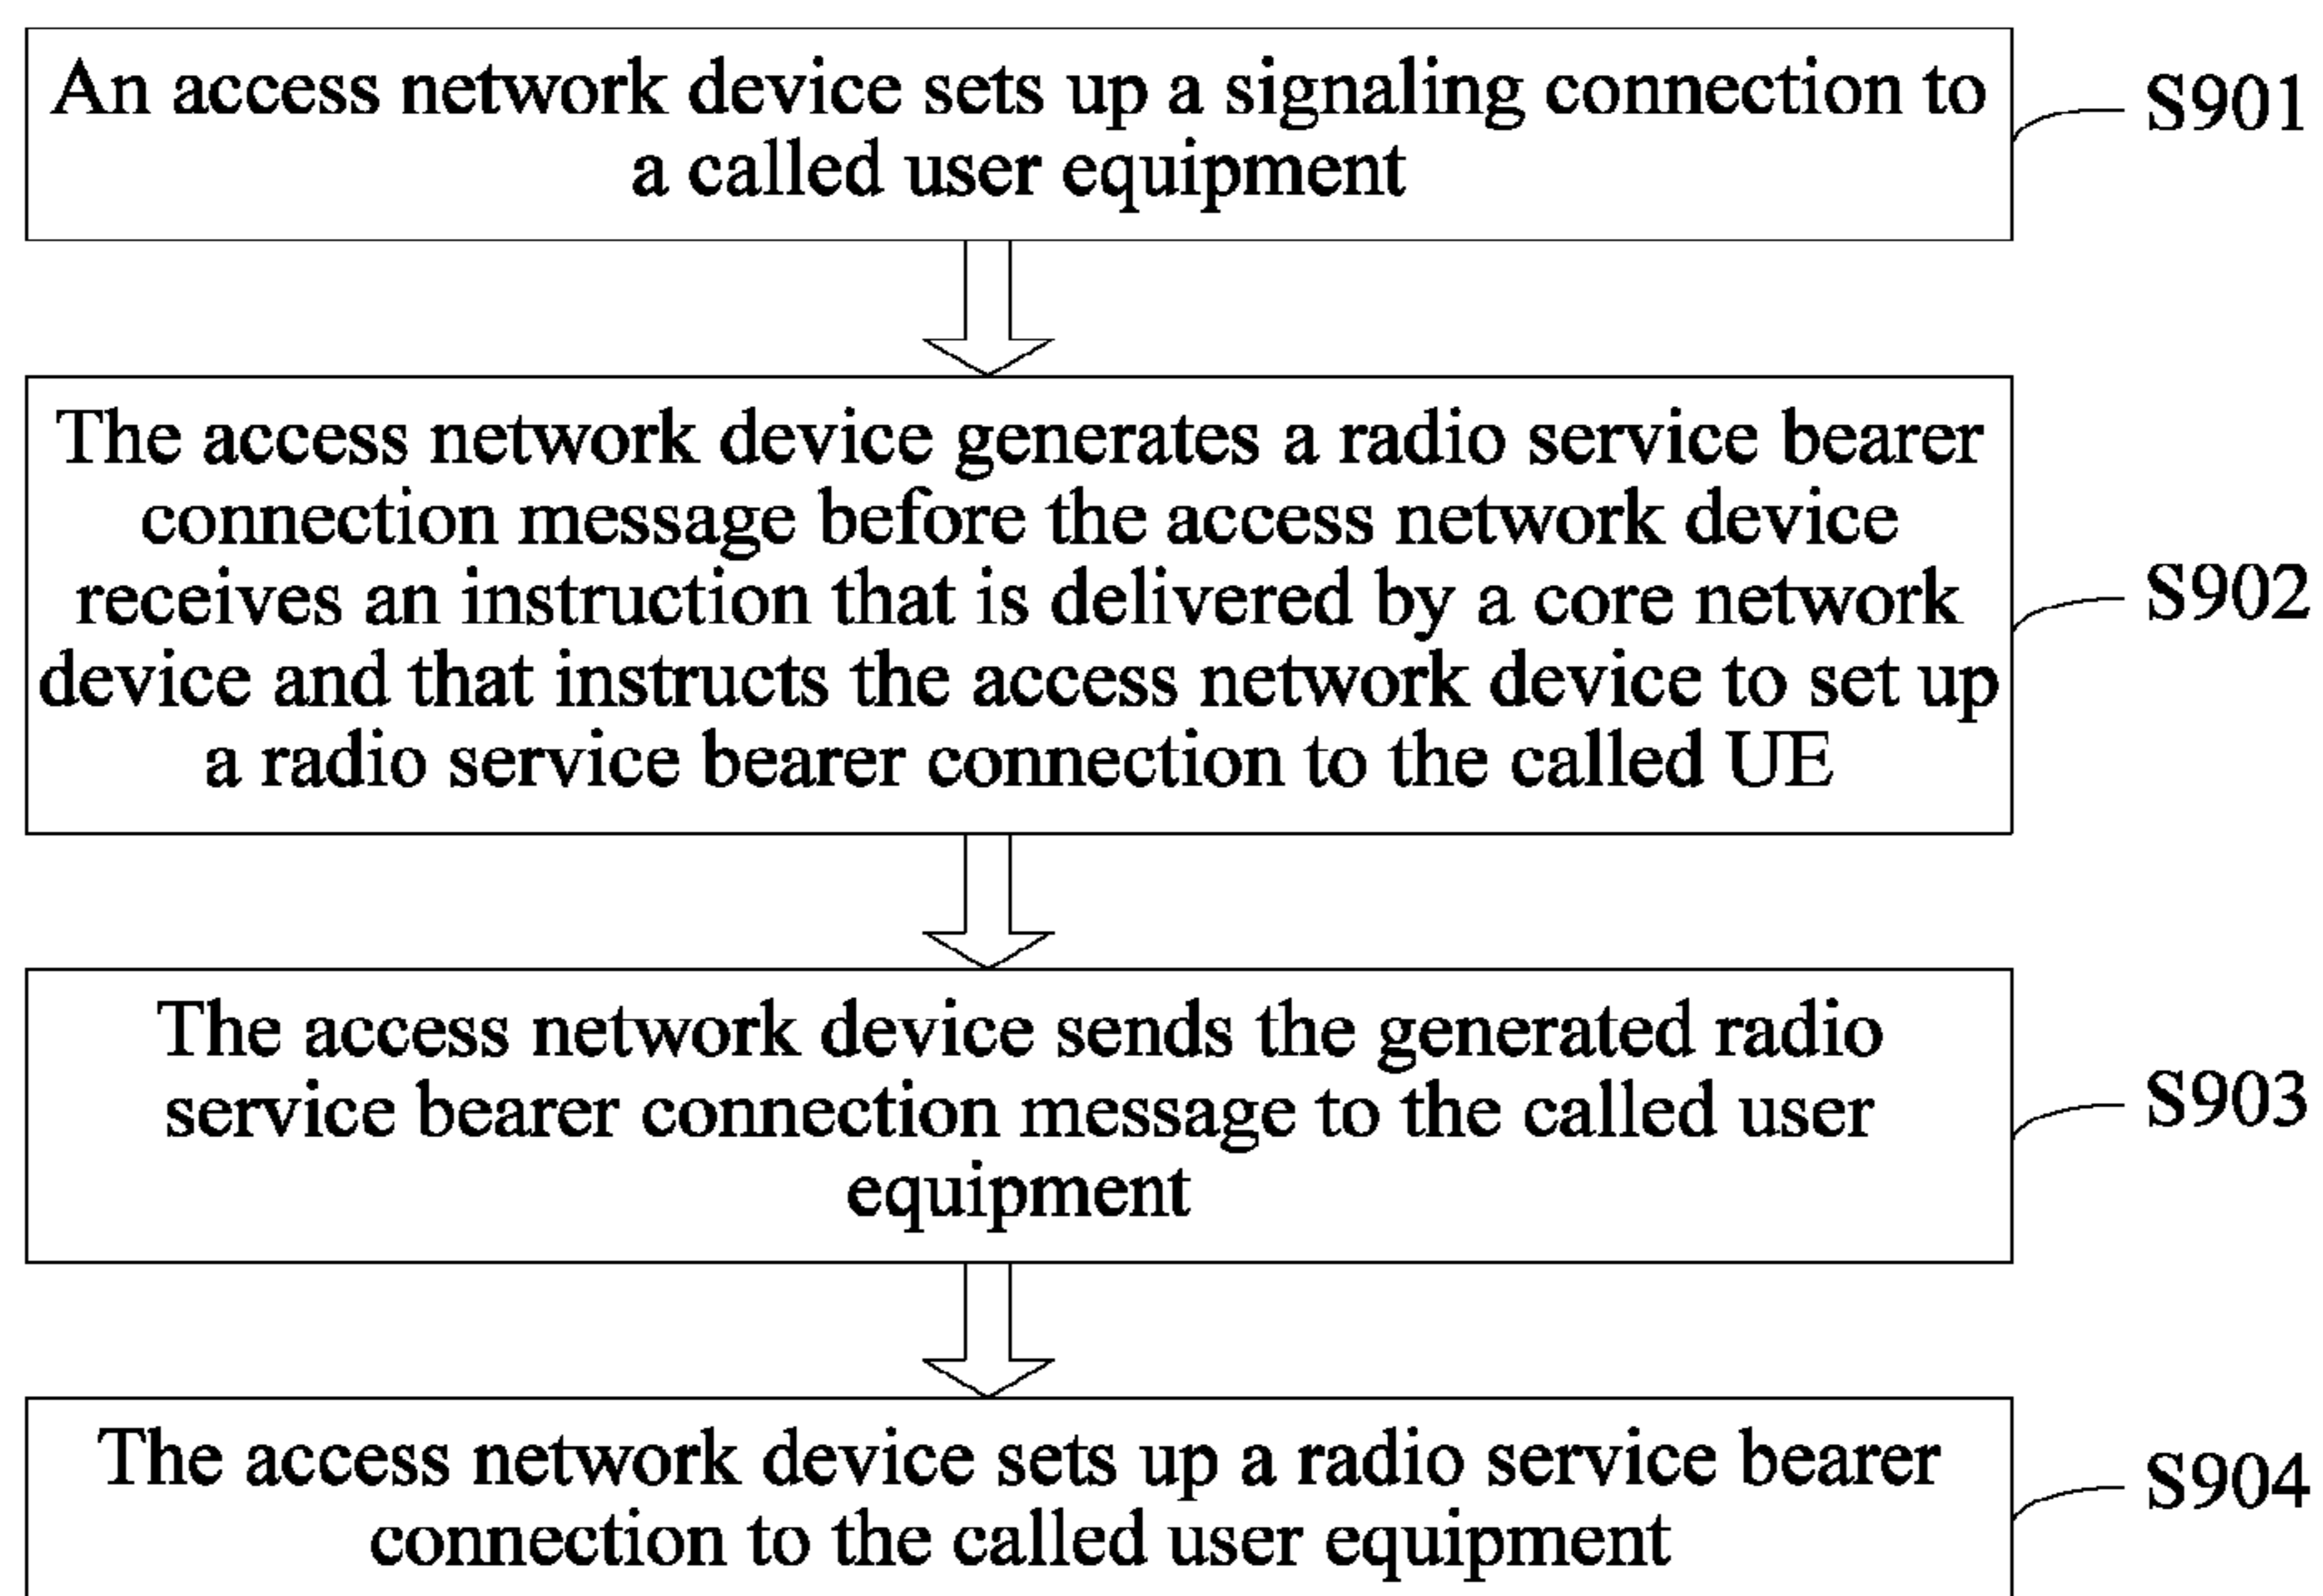 An access network device sets up a signaling connection to
a called user equipment
S901
The access network device generates a radio service bearer
connection message before the access network device
receives an instruction that is delivered by a core network
device and that instructs the access network device to set up
a radio service bearer connection to the called UE
S902
The access network device sends the generated radio
service bearer connection message to the called user
equipment
S903
The access network device sets up a radio service bearer
connection to the called user equipment
S904